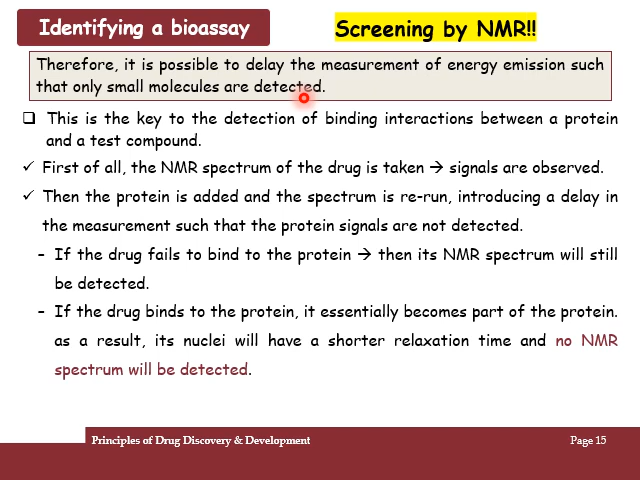 Identifying a bioassay
Screening by NMR!!
Therefore, it is possible to delay the measurement of energy emission such
that only small molecules are detected.
❑ This is the key to the detection of binding interactions between a protein
and a test compound.
✓ First of all, the NMR spectrum of the drug is taken → signals are observed.
✓ Then the protein is added and the spectrum is re-run, introducing a delay in
the measurement such that the protein signals are not detected.
– If the drug fails to bind to the protein → then its NMR spectrum will still
be detected.
– If the drug binds to the protein, it essentially becomes part of the protein.
as a result, its nuclei will have a shorter relaxation time and no NMR
spectrum will be detected.
Principles of Drug Discovery & Development
Page 15